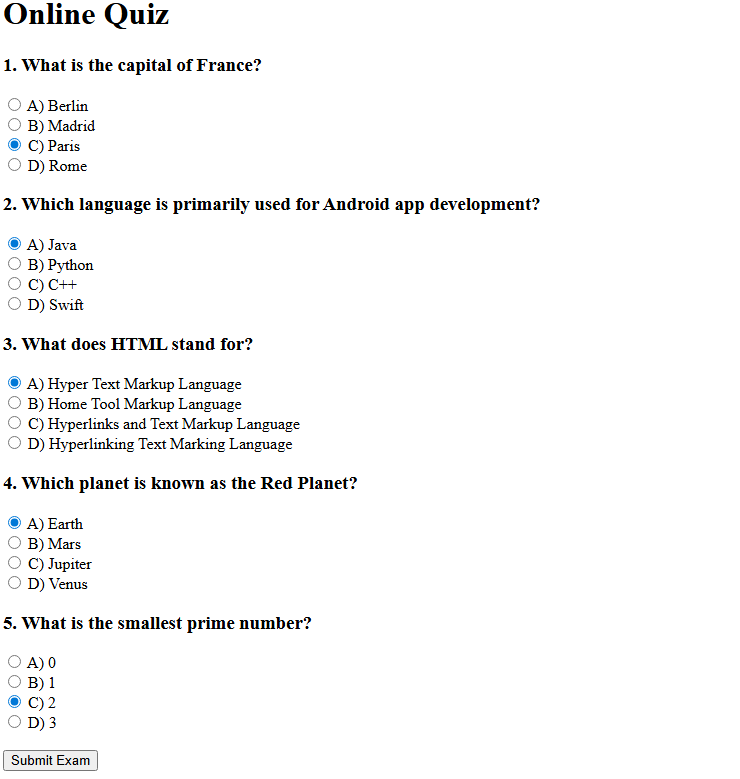 Online Quiz
1. What is the capital of France?
A) Berlin
B) Madrid
C) Paris
D) Rome
2. Which language is primarily used for Android app development?
A) Java
B) Python
C) C++
D) Swift
3. What does HTML stand for?
A) Hyper Text Markup Language
B) Home Tool Markup Language
C) Hyperlinks and Text Markup Language
D) Hyperlinking Text Marking Language
4. Which planet is known as the Red Planet?
A) Earth
B) Mars
C) Jupiter
D) Venus
5. What is the smallest prime number?
A) 0
B) 1
C) 2
D) 3
Submit Exam